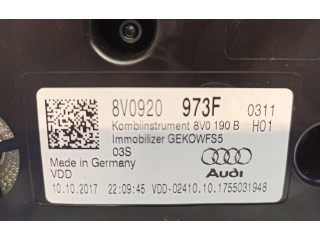 8V0920 973F 0311
Kombiinstrument 8V0 190 B H01
Immobilizer GEKOWFS5
03S
Made in Germany
VDD
Audi
10.10.2017 22:09:45 VDD-02410.10.1755031948